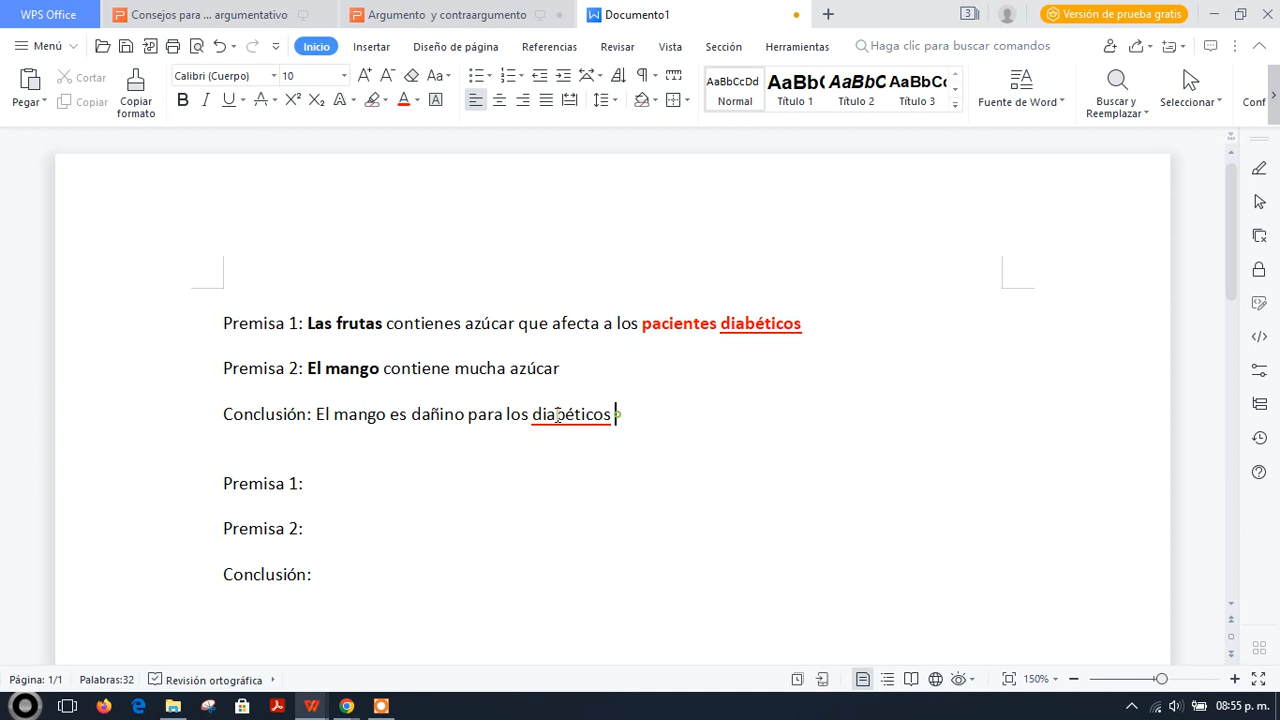 WPS Office
Consejos para ... argumentativo
Argumento y contraargumento
Documento1
Versión de prueba gratis
Menú
Inicio
Insertar
Diseño de página
Referencias
Revisar
Vista
Sección
Herramientas
Haga clic para buscar comandos
Pegar
Cortar
Copiar
Copiar formato
Calibri (Cuerpo)
10
AaBbCcDd
Normal
AaBb(
Título 1
AaBbC
Título 2
AaBbC(
Título 3
Fuente de Word
Buscar y Reemplazar
Seleccionar
Conf
Premisa 1: Las frutas contienes azúcar que afecta a los pacientes diabéticos
Premisa 2: El mango contiene mucha azúcar
Conclusión: El mango es dañino para los diabéticos
Premisa 1:
Premisa 2:
Conclusión:
Página: 1/1
Palabras:32
Revisión ortográfica
150%
08:55 p. m.